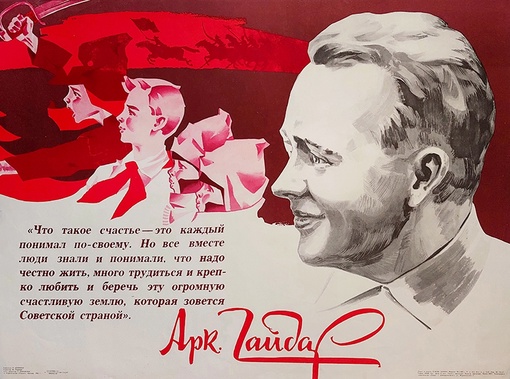 «Что такое счастье — это каждый
понимал по-своему. Но все вместе
люди знали и понимали, что надо
честно жить, много трудиться и креп-
ко любить и беречь эту огромную
счастливую землю, которая зовется
Советской страной».
Арк. Гайдар